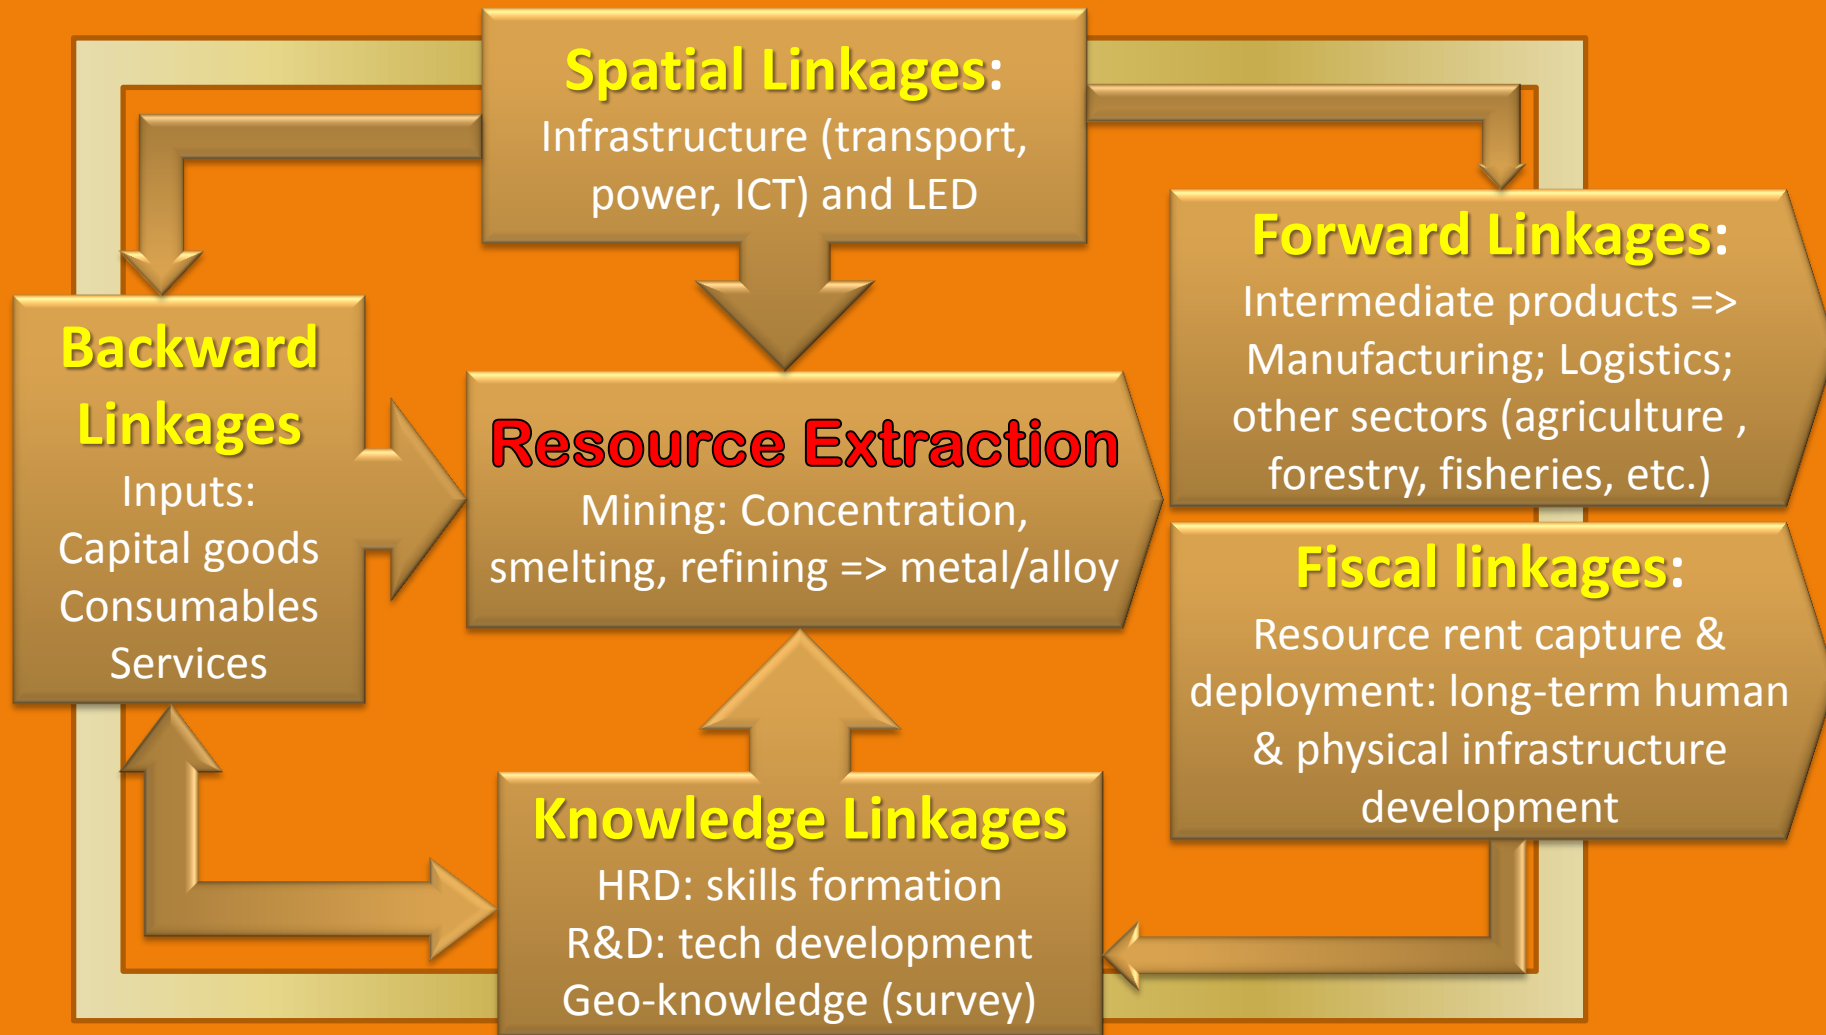 Spatial Linkages:
Infrastructure (transport,
power, ICT) and LED
Backward
Linkages
Inputs:
Capital goods
Consumables
Services
Resource Extraction
Mining: Concentration,
smelting, refining => metal/alloy
Forward Linkages:
Intermediate products =>
Manufacturing; Logistics;
other sectors (agriculture ,
forestry, fisheries, etc.)
Fiscal linkages:
Resource rent capture &
deployment: long-term human
& physical infrastructure
development
Knowledge Linkages
HRD: skills formation
R&D: tech development
Geo-knowledge (survey)